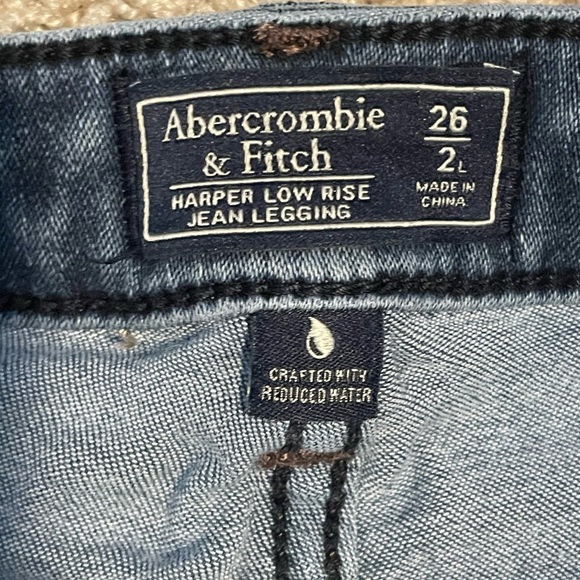 Abercrombie
& Fitch
HARPER LOW RISE
JEAN LEGGING
26
2L
MADE IN
CHINA
CRAFTED WITH
REDUCED WATER